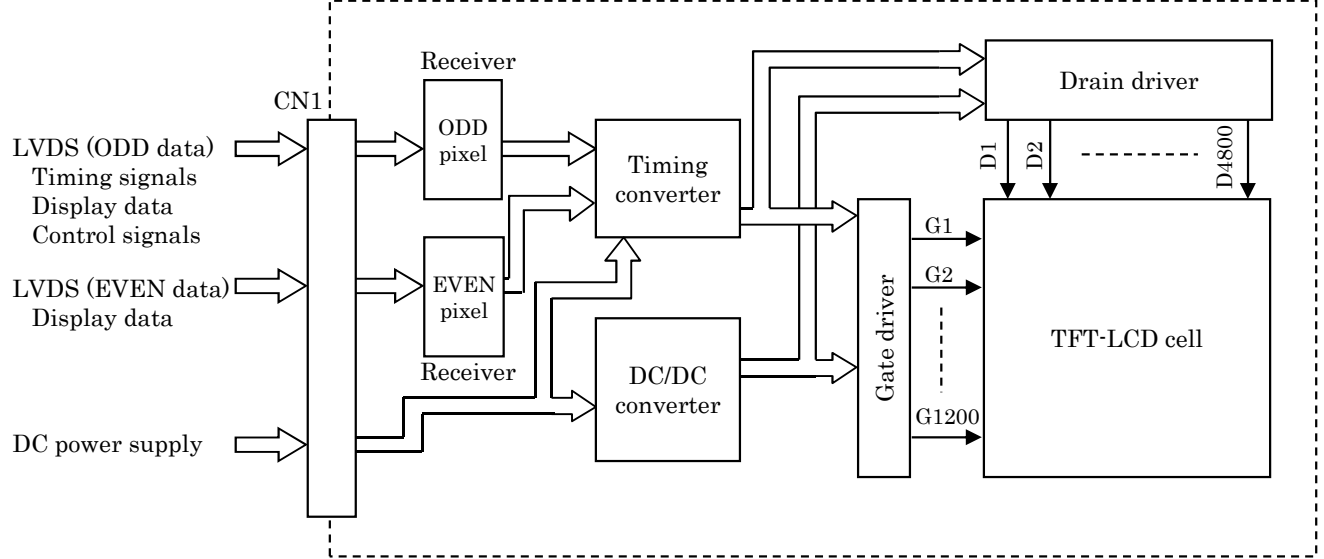 CN1
LVDS (ODD data)
Timing signals
Display data
Control signals
LVDS (EVEN data)
Display data
DC power supply
Receiver
ODD
pixel
EVEN
pixel
Receiver
Timing
converter
DC/DC
converter
Gate driver
Drain driver
D1
D2
D4800
G1
G2
G1200
TFT-LCD cell